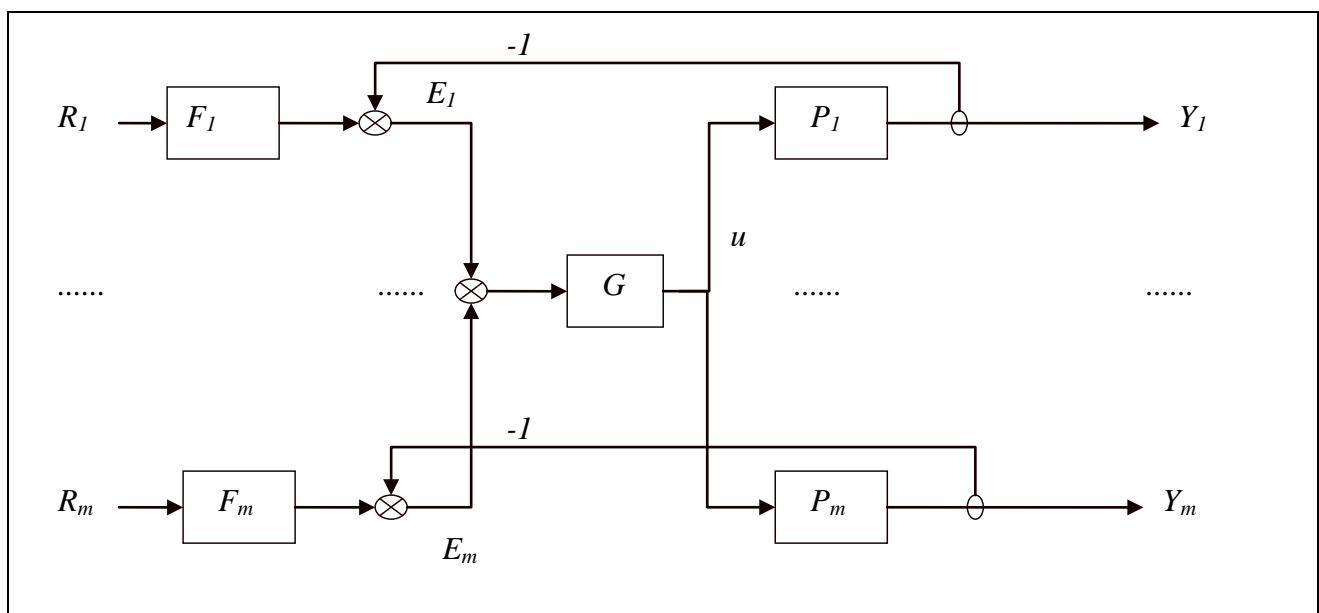 -1
E1
R1 F1 P1 Y1
u
...... ...... G ...... ......
-1
Rm Fm Pm Ym
Em